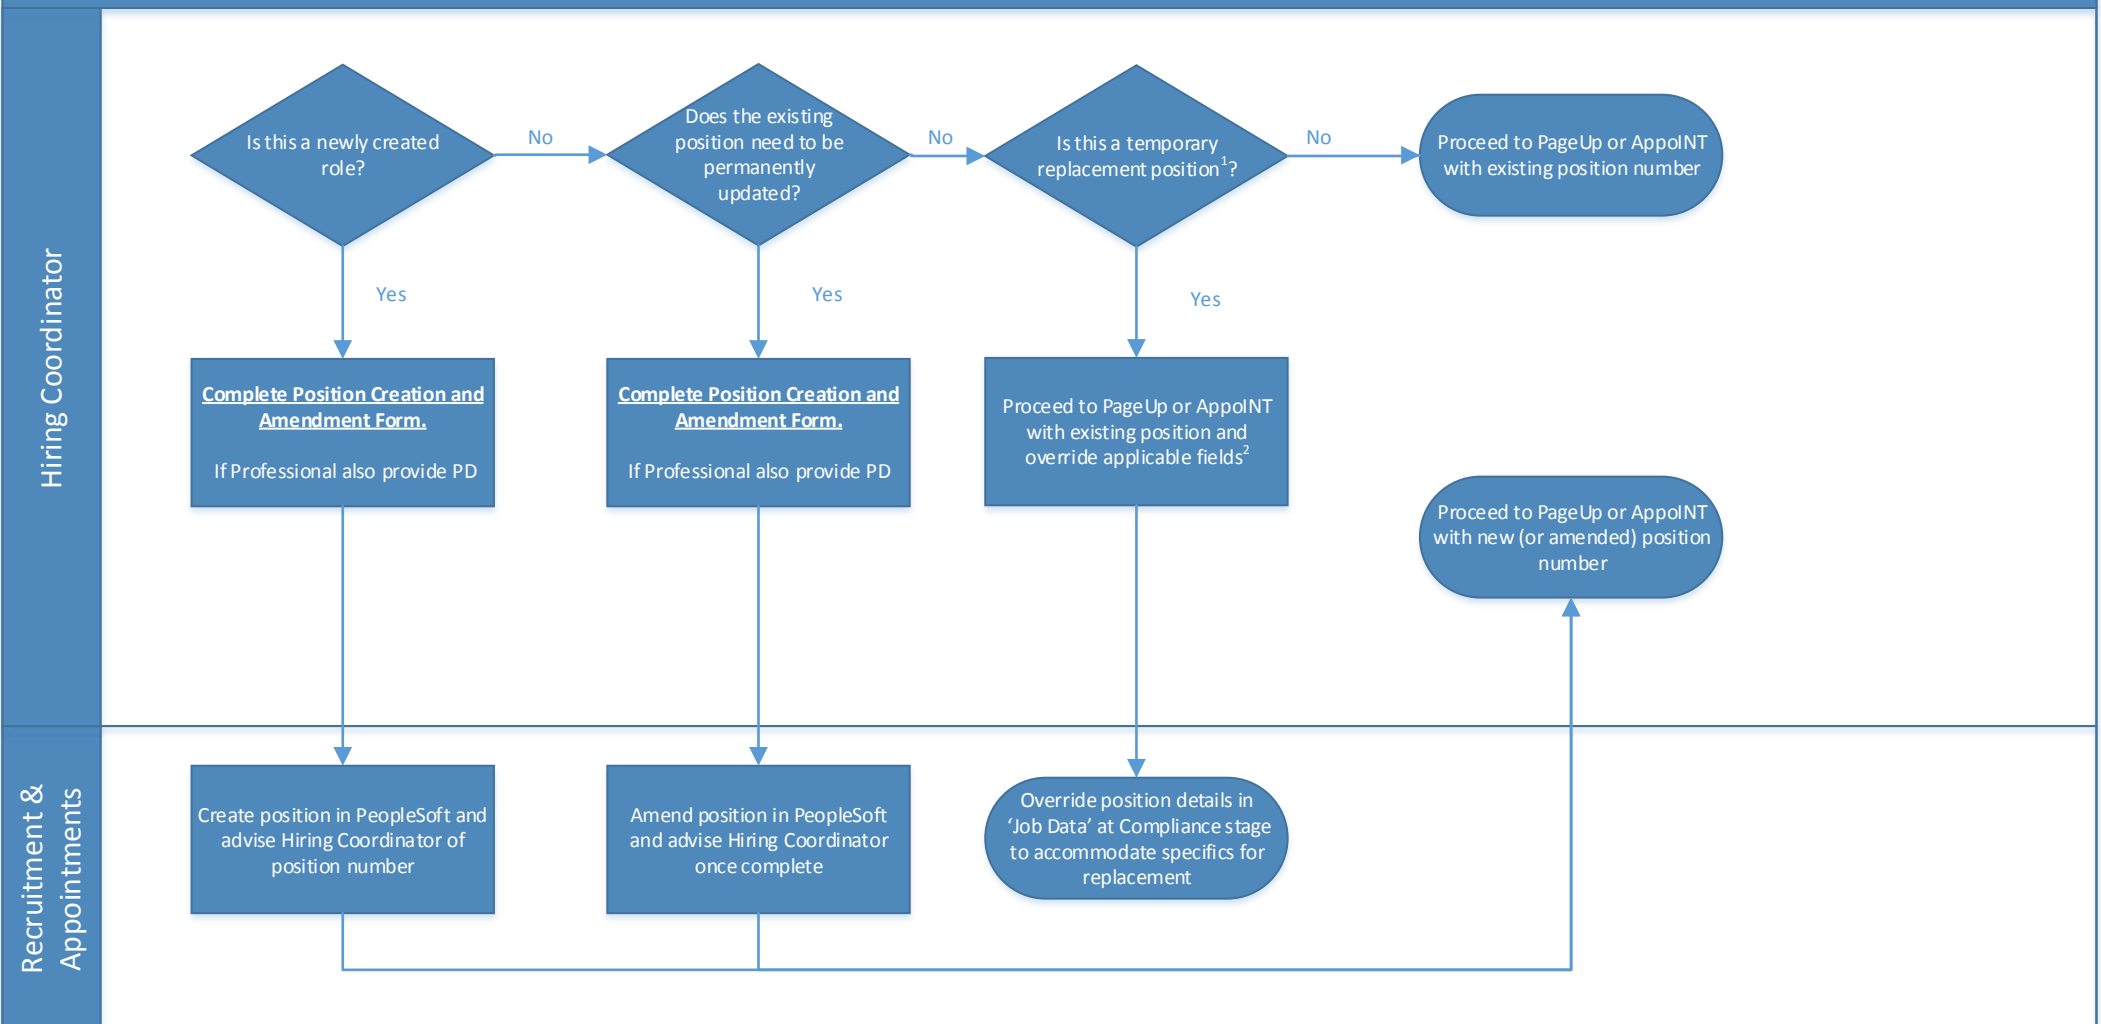 Hiring Coordinator
Is this a newly created
role?
No
Does the existing
position need to be
permanently
updated?
No
Is this a temporary
replacement position¹?
No
Proceed to PageUp or AppoINT
with existing position number
Yes
Yes
Yes
Complete Position Creation and
Amendment Form.
If Professional also provide PD
Complete Position Creation and
Amendment Form.
If Professional also provide PD
Proceed to PageUp or AppoINT
with existing position and
override applicable fields²
Proceed to PageUp or AppoINT
with new (or amended) position
number
Recruitment &
Appointments
Create position in PeopleSoft and
advise Hiring Coordinator of
position number
Amend position in PeopleSoft
and advise Hiring Coordinator
once complete
Override position details in
‘Job Data’ at Compliance stage
to accommodate specifics for
replacement